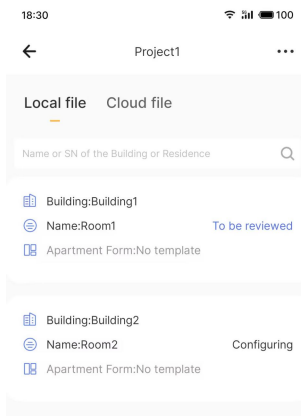 18:30
100
Project1
Local file Cloud file
Name or SN of the Building or Residence
Building:Building1
Name:Room1 To be reviewed
Apartment Form:No template
Building:Building2
Name:Room2 Configuring
Apartment Form:No template